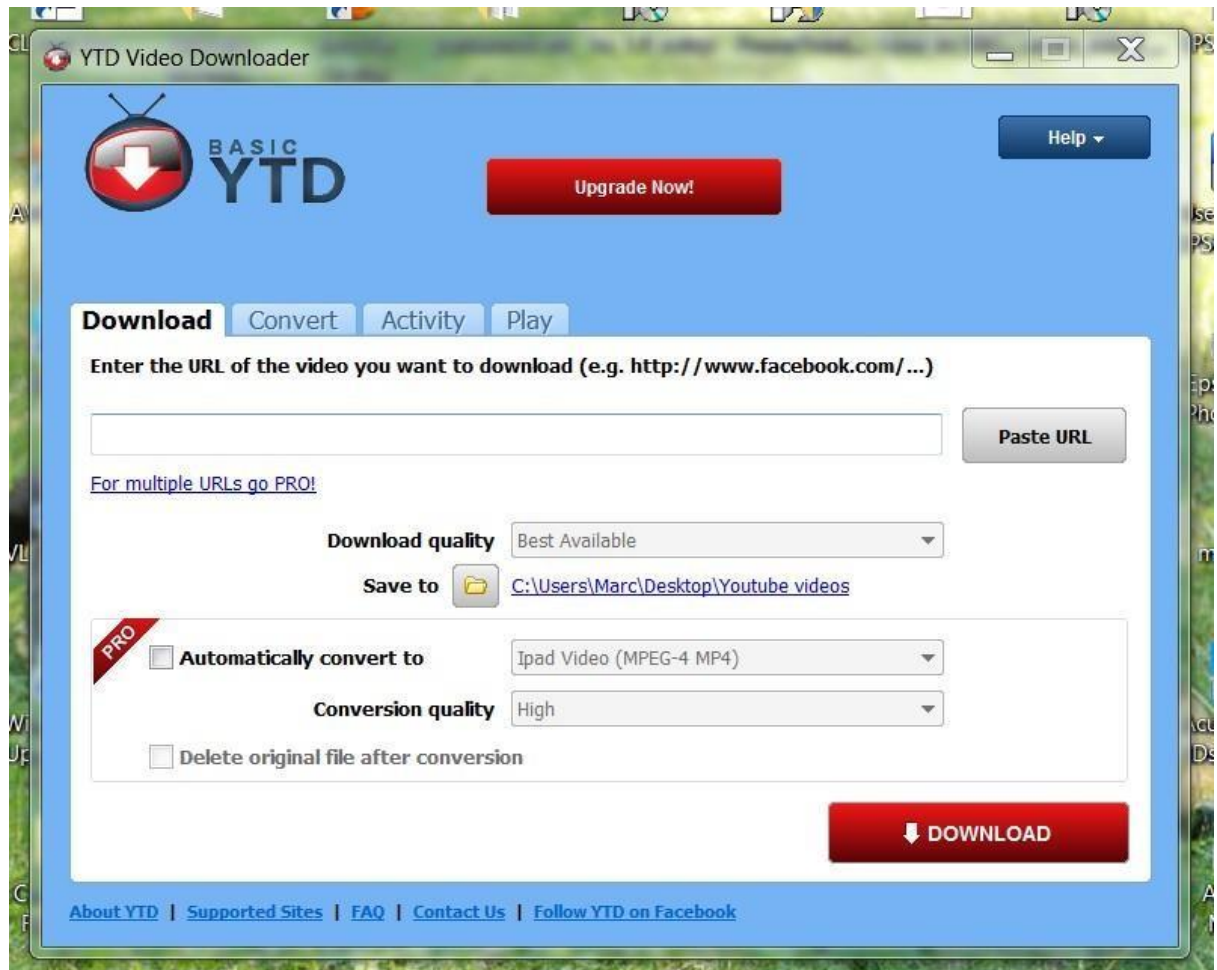 YTD Video Downloader
BASIC
YTD
Upgrade Now!
Help
Download Convert Activity Play
Enter the URL of the video you want to download (e.g. http://www.facebook.com/...)
Paste URL
For multiple URLs go PRO!
Download quality Best Available
Save to C:\Users\Marc\Desktop\Youtube videos
PRO
Automatically convert to Ipad Video (MPEG-4 MP4)
Conversion quality High
Delete original file after conversion
DOWNLOAD
About YTD | Supported Sites | FAQ | Contact Us | Follow YTD on Facebook